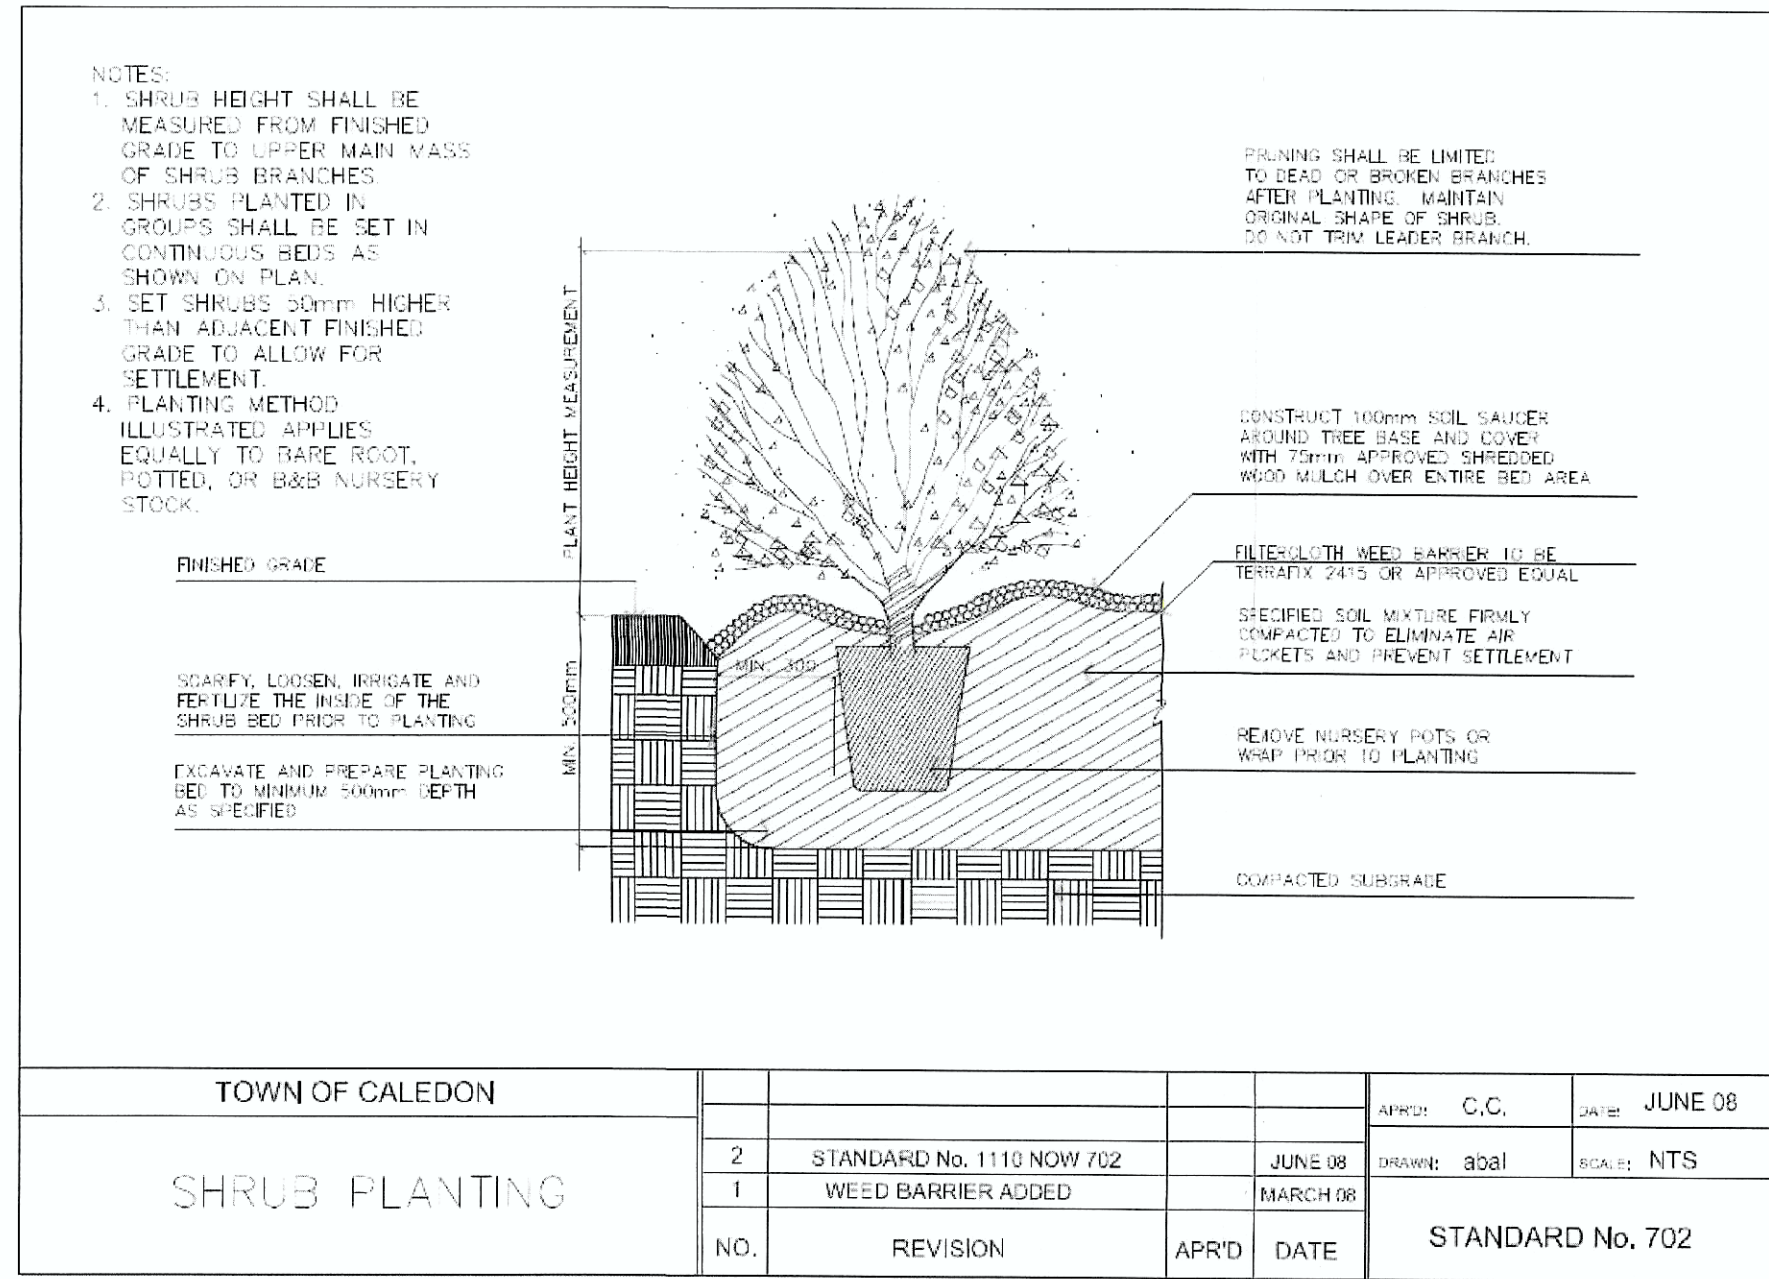 NOTES:
1. SHRUB HEIGHT SHALL BE
MEASURED FROM FINISHED
GRADE TO UPPER MAIN MASS
OF SHRUB BRANCHES.
2. SHRUBS PLANTED IN
GROUPS SHALL BE SET IN
CONTINUOUS BEDS AS
SHOWN ON PLAN.
3. SET SHRUBS 50mm HIGHER
THAN ADJACENT FINISHED
GRADE TO ALLOW FOR
SETTLEMENT.
4. PLANTING METHOD
ILLUSTRATED APPLIES
EQUALLY TO BARE ROOT,
POTTED, OR B&B NURSERY
STOCK.
FINISHED GRADE
SCARIFY, LOOSEN, IRRIGATE AND
FERTILIZE THE INSIDE OF THE
SHRUB BED PRIOR TO PLANTING
EXCAVATE AND PREPARE PLANTING
BED TO MINIMUM 500mm DEPTH
AS SPECIFIED
PLANT HEIGHT MEASUREMENT
MIN. 500mm
MIN. 300
PRUNING SHALL BE LIMITED
TO DEAD OR BROKEN BRANCHES
AFTER PLANTING. MAINTAIN
ORIGINAL SHAPE OF SHRUB.
DO NOT TRIM LEADER BRANCH.
CONSTRUCT 100mm SOIL SAUCER
AROUND TREE BASE AND COVER
WITH 75mm APPROVED SHREDDED
WOOD MULCH OVER ENTIRE BED AREA
FILTERCLOTH WEED BARRIER TO BE
TERRAFIX 2415 OR APPROVED EQUAL
SPECIFIED SOIL MIXTURE FIRMLY
COMPACTED TO ELIMINATE AIR
POCKETS AND PREVENT SETTLEMENT
REMOVE NURSERY POTS OR
WRAP PRIOR TO PLANTING
COMPACTED SUBGRADE
TOWN OF CALEDON
SHRUB PLANTING
2 STANDARD No. 1110 NOW 702 JUNE 08
1 WEED BARRIER ADDED MARCH 08
NO. REVISION APR'D DATE
APR'D: C.C. DATE: JUNE 08
DRAWN: abal SCALE: NTS
STANDARD No. 702